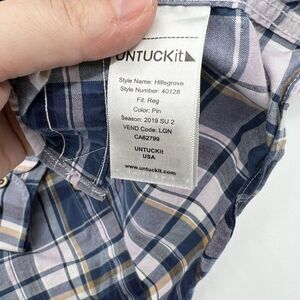 UNTUCKit
Style Name: Hillsgrove
Style Number: 40128
Fit: Reg
Color: Pin
Season: 2019 SU 2
VEND Code: LGN
CA62799
UNTUCKit
USA
www.untuckit.com